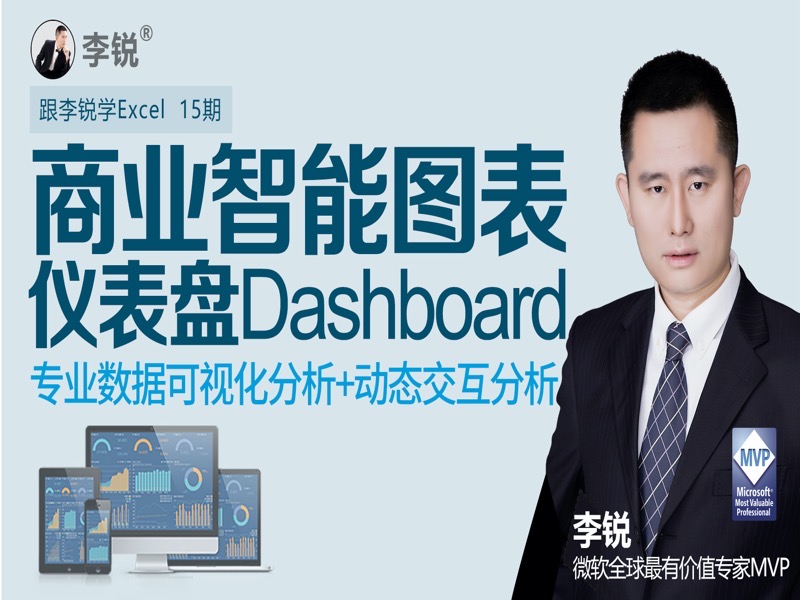 李锐®
跟李锐学Excel 15期
商业智能图表
仪表盘Dashboard
专业数据可视化分析+动态交互分析
MVP
Microsoft®
Most Valuable
Professional
李锐
微软全球最有价值专家MVP